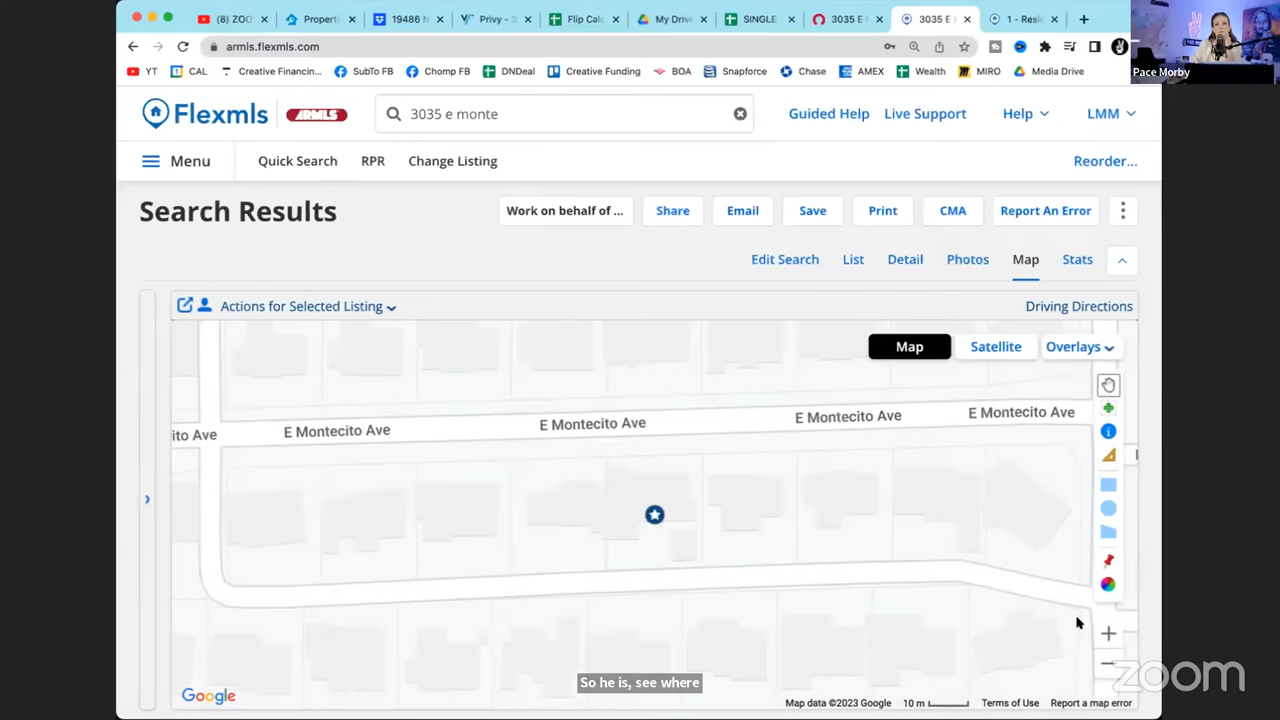 (8) ZOO
Properti
19486 N
Privy - 3
Flip Calc
My Drive
SINGLE
3035 E M
3035 E M
1 - Resi
armls.flexmls.com
YT
CAL
Creative Financin...
SubTo FB
Chomp FB
DNDeal
Creative Funding
BOA
Snapforce
Chase
AMEX
Wealth
MIRO
Media Drive
Pace Morby
Flexmls
ARMLS
3035 e monte
Guided Help
Live Support
Help
LMM
Menu
Quick Search
RPR
Change Listing
Reorder...
Search Results
Work on behalf of ...
Share
Email
Save
Print
CMA
Report An Error
Edit Search
List
Detail
Photos
Map
Stats
Actions for Selected Listing
Driving Directions
Map
Satellite
Overlays
ito Ave
E Montecito Ave
E Montecito Ave
E Montecito Ave
E Montecito Ave
So he is, see where
zoom
Google
Map data ©2023 Google
10 m
Terms of Use
Report a map error